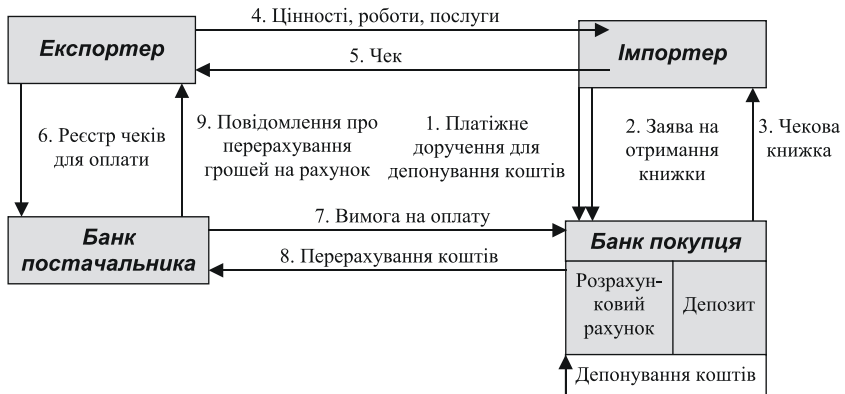 4. Цінності, роботи, послуги
Експортер
Імпортер
5. Чек
6. Реєстр чеків
для оплати
9. Повідомлення про
перерахування
грошей на рахунок
1. Платіжне
доручення для
депонування коштів
2. Заява на
отримання
книжки
3. Чекова
книжка
7. Вимога на оплату
Банк
постачальника
Банк покупця
8. Перерахування коштів
Розрахун-
ковий
рахунок
Депозит
Депонування коштів